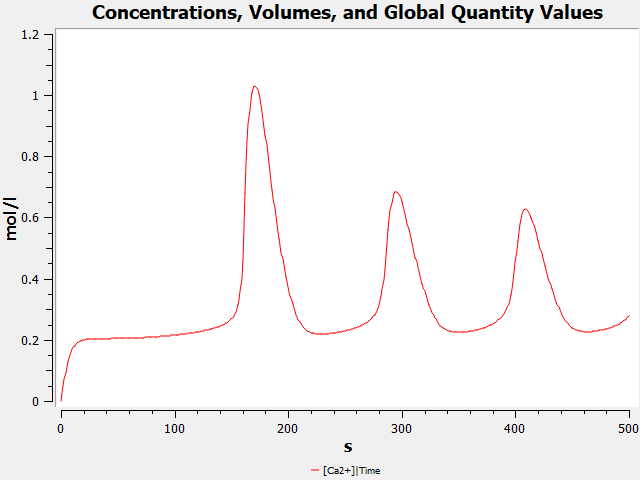 Concentrations, Volumes, and Global Quantity Values
1.2
1
0.8
0.6
0.4
0.2
0
mol/l
0 100 200 300 400 500
s
[Ca2+]|Time